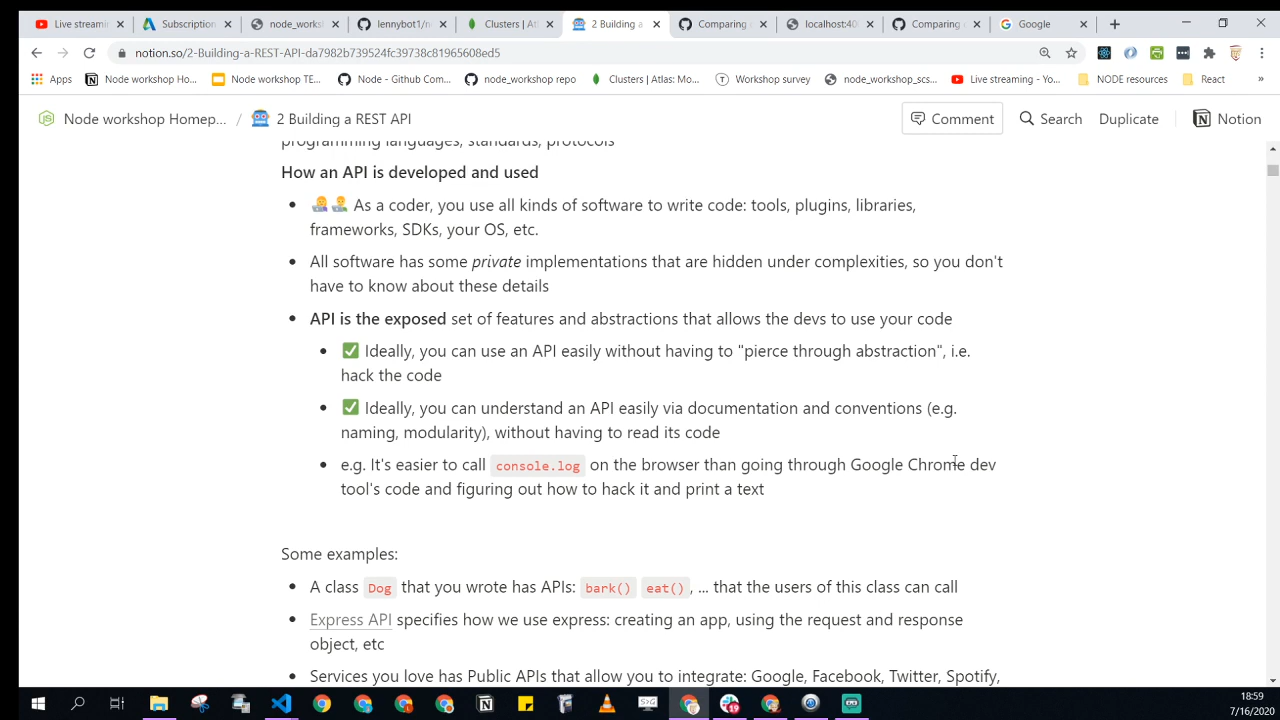 Live streaming
Subscription
node_works
lennybot1/n
Clusters | Atl
2 Building a
Comparing
localhost:40
Comparing
Google
notion.so/2-Building-a-REST-API-da7982b739524fc39738c81965608ed5
Apps
Node workshop Ho...
Node workshop TE...
Node - Github Com...
node_workshop repo
Clusters | Atlas: Mo...
Workshop survey
node_workshop_scs...
Live streaming - Yo...
NODE resources
React
»
Node workshop Homep... / 2 Building a REST API
Comment
Search
Duplicate
Notion
programming languages, standards, protocols
How an API is developed and used
As a coder, you use all kinds of software to write code: tools, plugins, libraries,
frameworks, SDKs, your OS, etc.
All software has some private implementations that are hidden under complexities, so you don't
have to know about these details
API is the exposed set of features and abstractions that allows the devs to use your code
Ideally, you can use an API easily without having to "pierce through abstraction", i.e.
hack the code
Ideally, you can understand an API easily via documentation and conventions (e.g.
naming, modularity), without having to read its code
e.g. It's easier to call console.log on the browser than going through Google Chrome dev
tool's code and figuring out how to hack it and print a text
Some examples:
A class Dog that you wrote has APIs: bark() eat() , ... that the users of this class can call
Express API specifies how we use express: creating an app, using the request and response
object, etc
Services you love has Public APIs that allow you to integrate: Google, Facebook, Twitter, Spotify,
18:59
7/16/2020